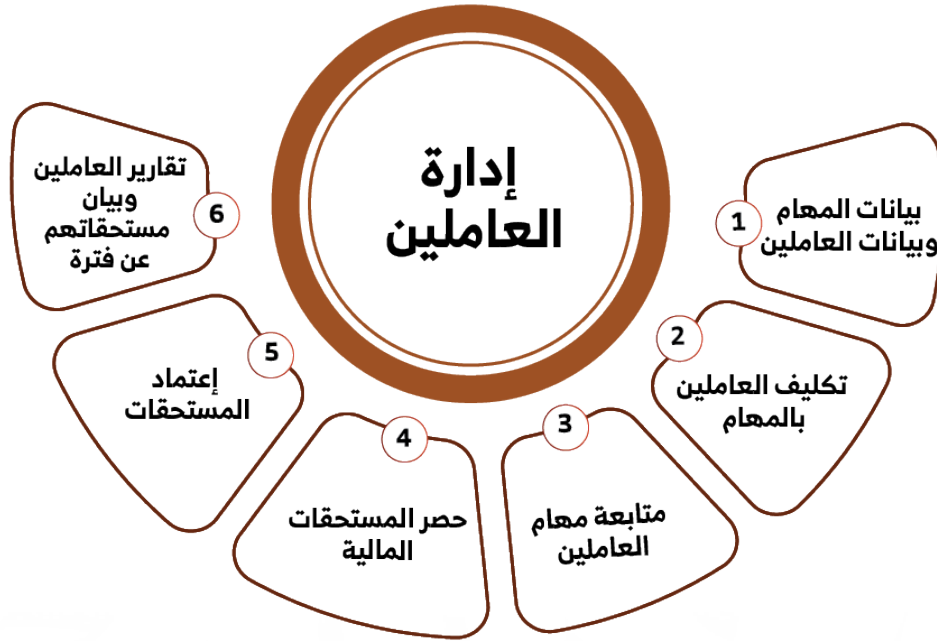 إدارة
العاملين
1
بيانات المهام
وبيانات العاملين
2
تكليف العاملين
بالمهام
3
متابعة مهام
العاملين
4
حصر المستحقات
المالية
5
إعتماد
المستحقات
6
تقارير العاملين
وبيان
مستحقاتهم
عن فترة